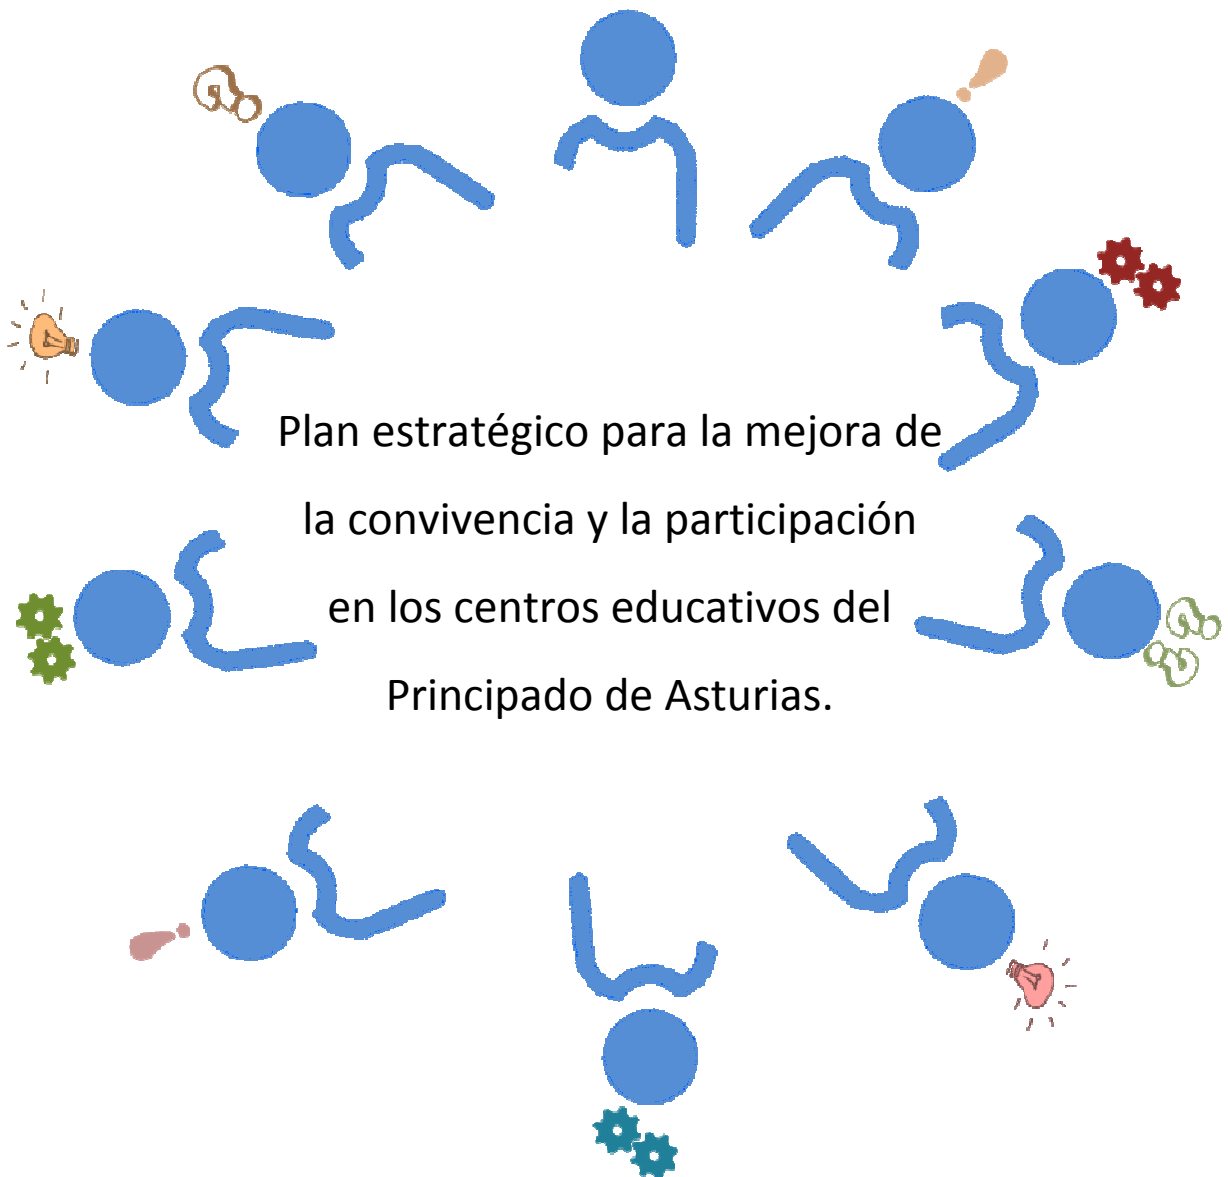 Plan estratégico para la mejora de
la convivencia y la participación
en los centros educativos del
Principado de Asturias.